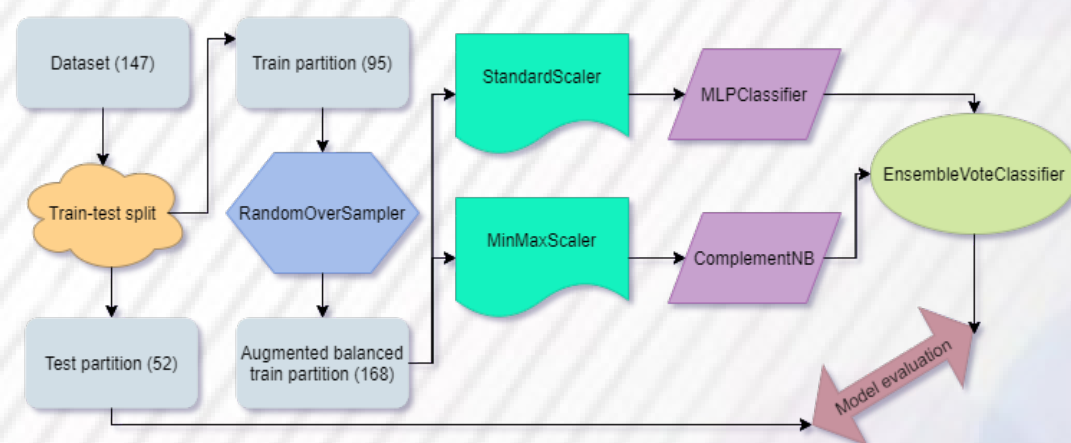 Dataset (147)
Train partition (95)
StandardScaler
MLPClassifier
EnsembleVoteClassifier
Train-test split
RandomOverSampler
MinMaxScaler
ComplementNB
Test partition (52)
Augmented balanced
train partition (168)
Model evaluation